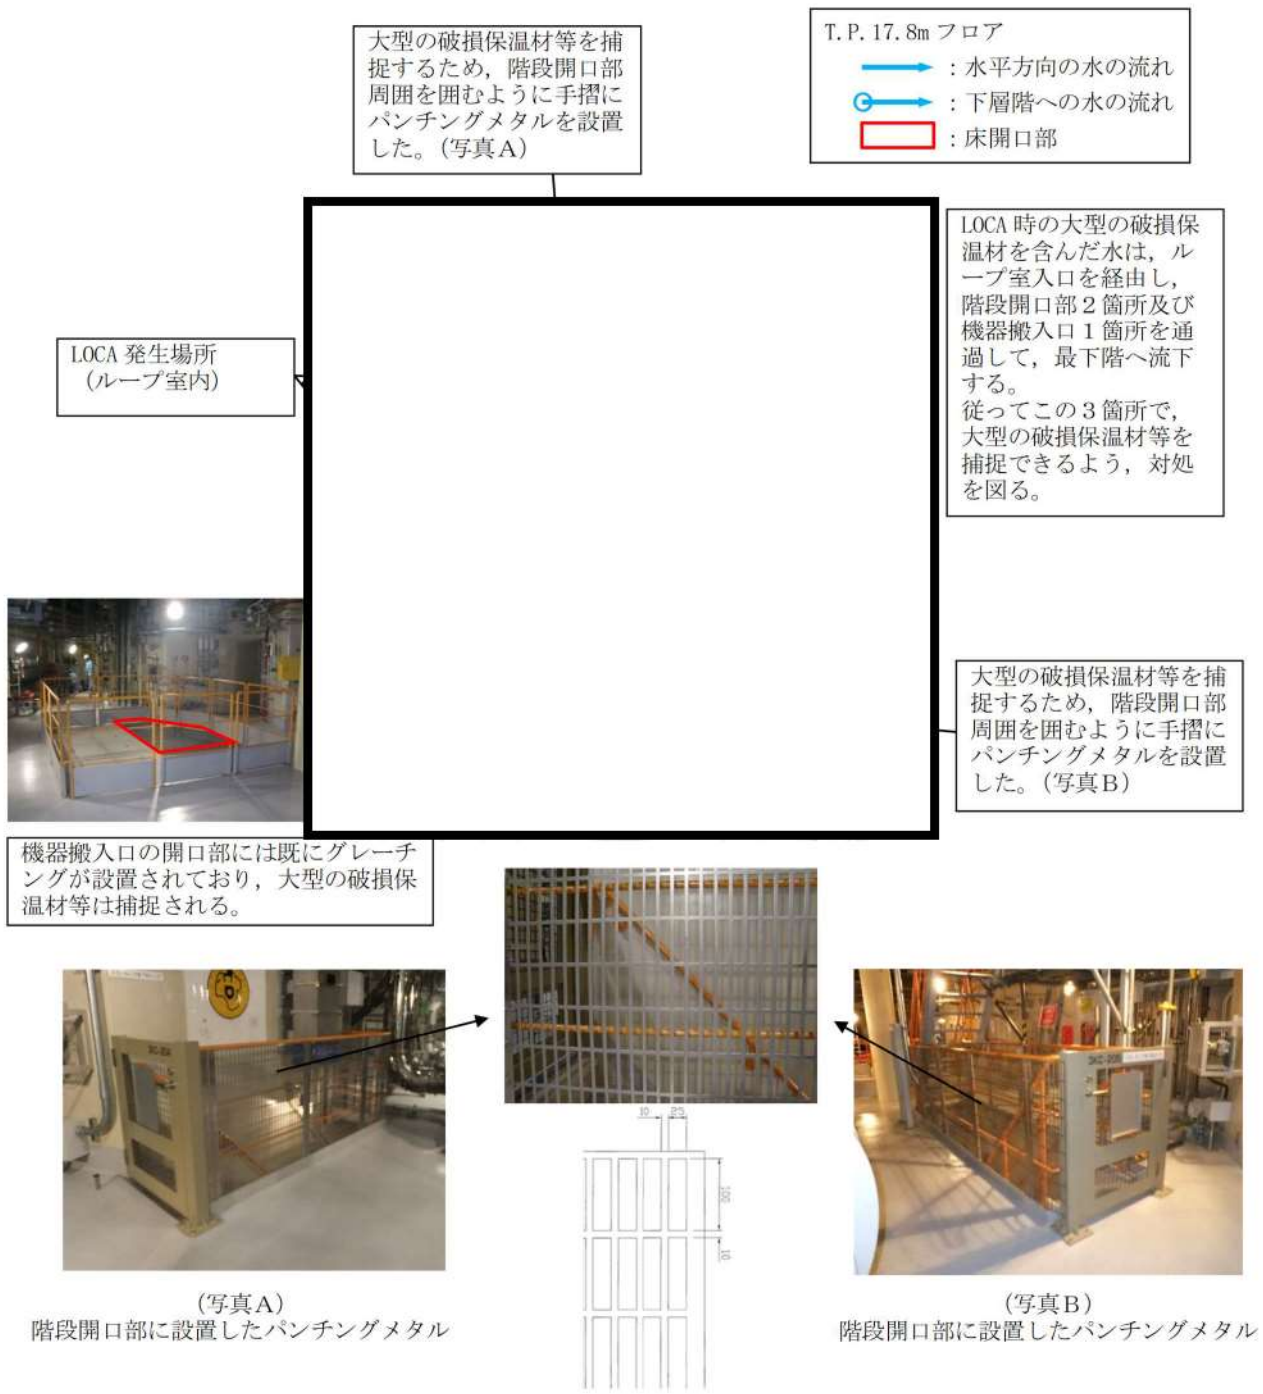 大型の破損保温材等を捕
捉するため，階段開口部
周囲を囲むように手摺に
パンチングメタルを設置
した。（写真Ａ）
T.P.17.8m フロア
：水平方向の水の流れ
：下層階への水の流れ
：床開口部
LOCA 時の大型の破損保
温材を含んだ水は，ル
ープ室入口を経由し，
階段開口部２箇所及び
機器搬入口１箇所を通
過して，最下階へ流下
する。
従ってこの３箇所で，
大型の破損保温材等を
捕捉できるよう，対処
を図る。
LOCA 発生場所
（ループ室内）
大型の破損保温材等を捕
捉するため，階段開口部
周囲を囲むように手摺に
パンチングメタルを設置
した。（写真Ｂ）
機器搬入口の開口部には既にグレーチ
ングが設置されており，大型の破損保
温材等は捕捉される。
10
25
100
10
（写真Ａ）
階段開口部に設置したパンチングメタル
（写真Ｂ）
階段開口部に設置したパンチングメタル